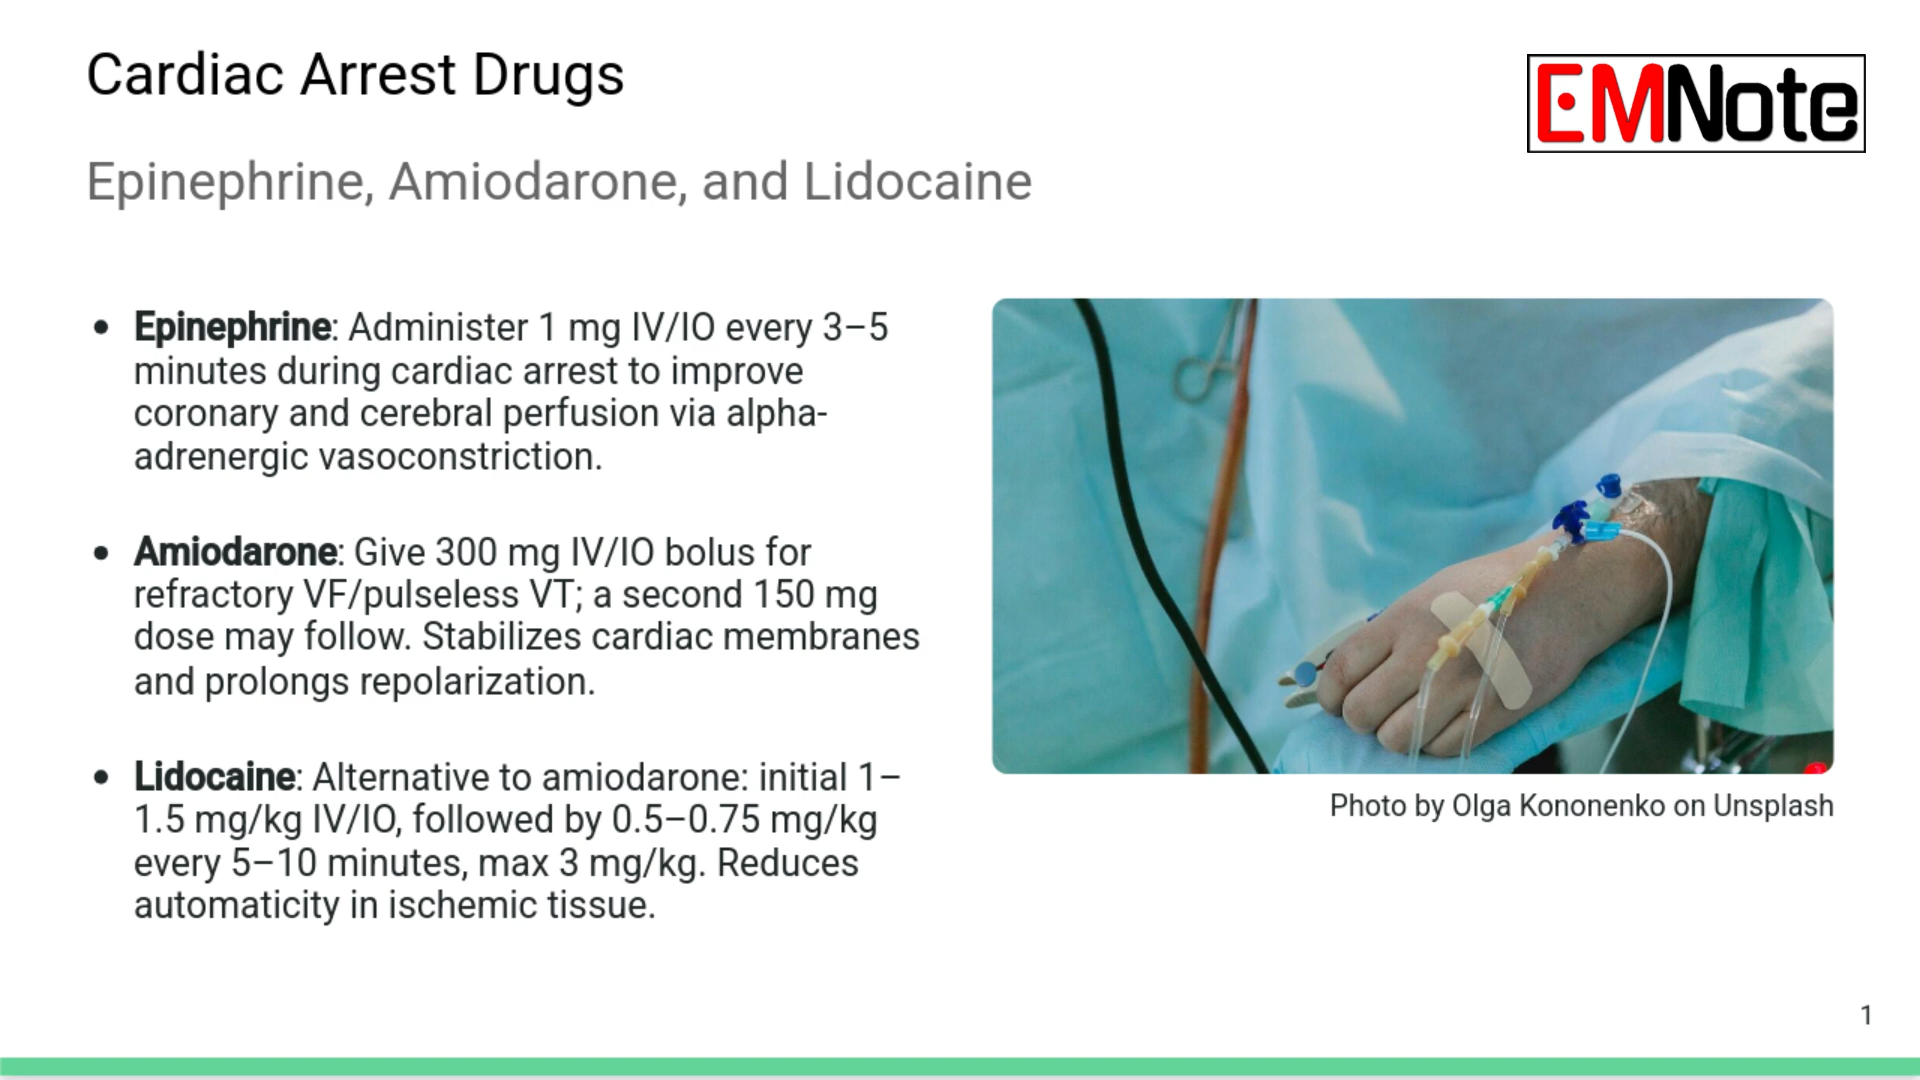 Cardiac Arrest Drugs
EMNote
Epinephrine, Amiodarone, and Lidocaine
• Epinephrine: Administer 1 mg IV/IO every 3–5
minutes during cardiac arrest to improve
coronary and cerebral perfusion via alpha-
adrenergic vasoconstriction.
• Amiodarone: Give 300 mg IV/IO bolus for
refractory VF/pulseless VT; a second 150 mg
dose may follow. Stabilizes cardiac membranes
and prolongs repolarization.
• Lidocaine: Alternative to amiodarone: initial 1–
1.5 mg/kg IV/IO, followed by 0.5–0.75 mg/kg
every 5–10 minutes, max 3 mg/kg. Reduces
automaticity in ischemic tissue.
Photo by Olga Kononenko on Unsplash
1